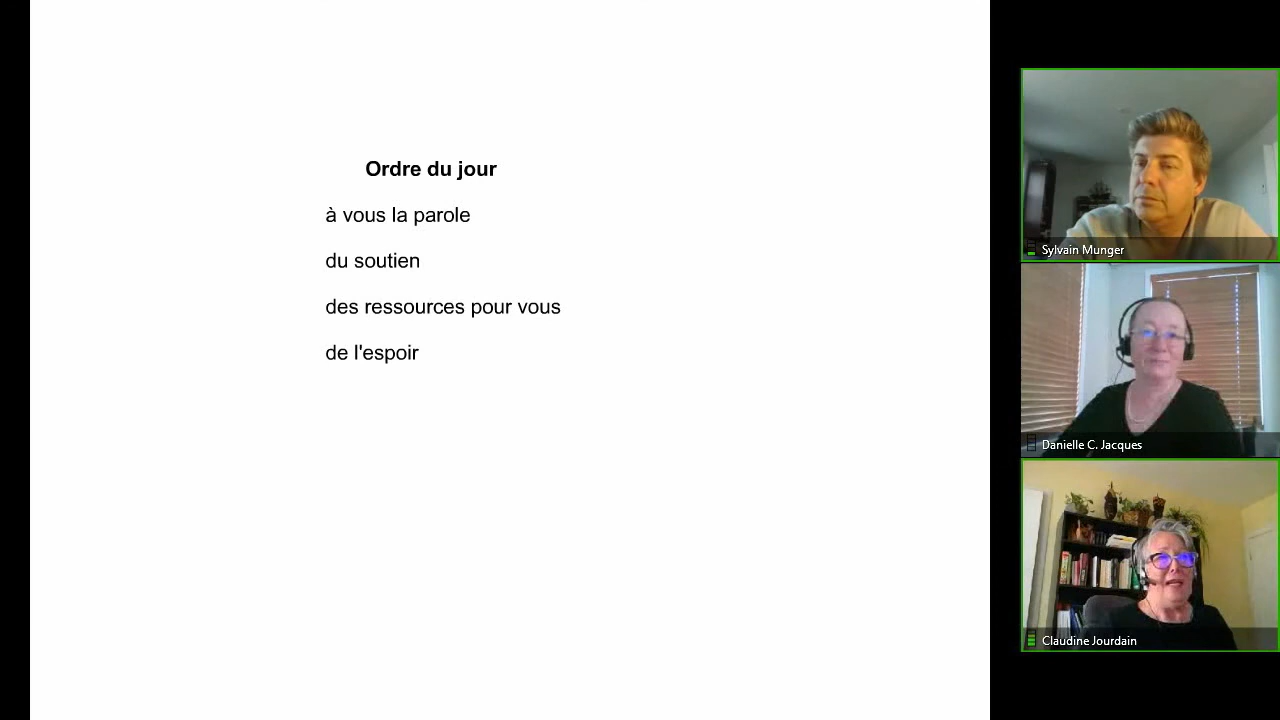 Ordre du jour
à vous la parole
du soutien
des ressources pour vous
de l'espoir
Sylvain Munger
Danielle C. Jacques
Claudine Jourdain